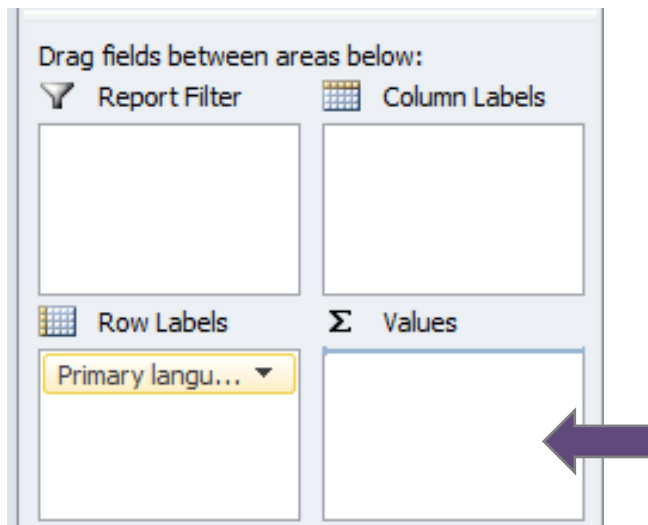 Drag fields between areas below:
Report Filter
Column Labels
Row Labels
Σ Values
Primary langu...